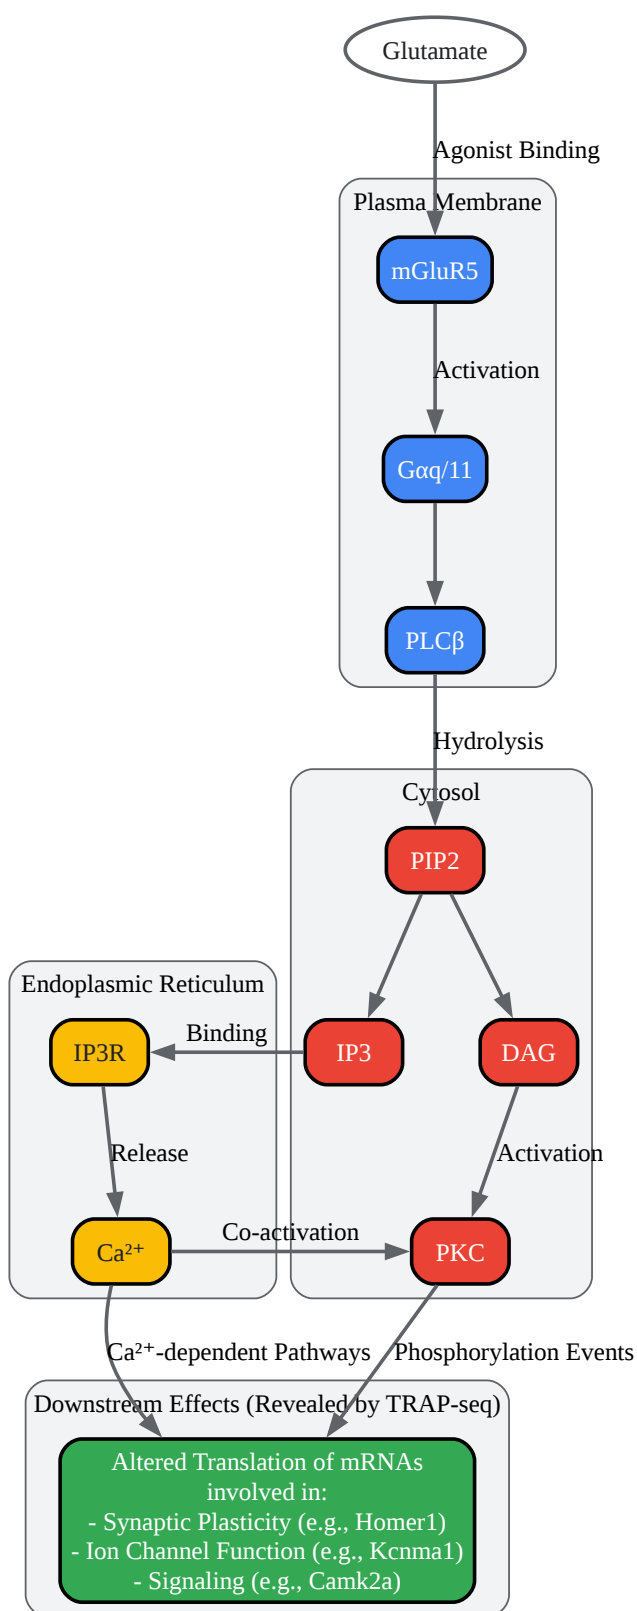 Glutamate
Agonist Binding
Plasma Membrane
mGluR5
Activation
Gαq/11
PLCβ
Hydrolysis
Cytosol
PIP2
Endoplasmic Reticulum
IP3R
Binding
IP3
DAG
Release
Activation
Ca²⁺
Co-activation
PKC
Ca²⁺-dependent Pathways
Phosphorylation Events
Downstream Effects (Revealed by TRAP-seq)
Altered Translation of mRNAs
involved in:
- Synaptic Plasticity (e.g., Homer1)
- Ion Channel Function (e.g., Kcnma1)
- Signaling (e.g., Camk2a)